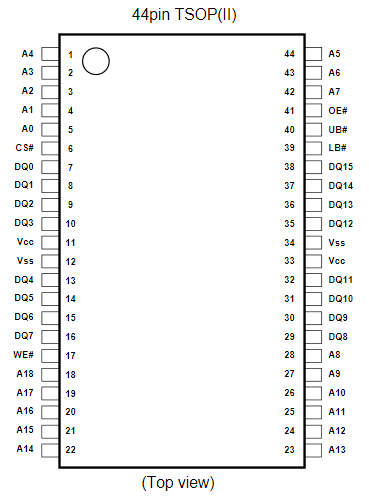 44pin TSOP(II)
A4 1 44 A5
A3 2 43 A6
A2 3 42 A7
A1 4 41 OE#
A0 5 40 UB#
CS# 6 39 LB#
DQ0 7 38 DQ15
DQ1 8 37 DQ14
DQ2 9 36 DQ13
DQ3 10 35 DQ12
Vcc 11 34 Vss
Vss 12 33 Vcc
DQ4 13 32 DQ11
DQ5 14 31 DQ10
DQ6 15 30 DQ9
DQ7 16 29 DQ8
WE# 17 28 A8
A18 18 27 A9
A17 19 26 A10
A16 20 25 A11
A15 21 24 A12
A14 22 23 A13
(Top view)